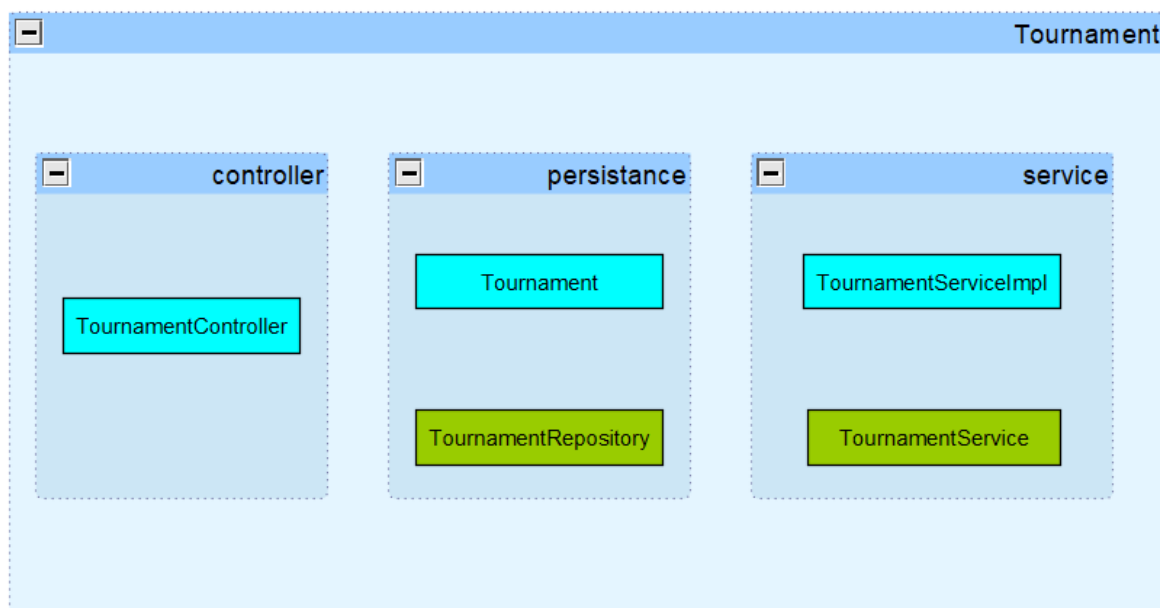 Tournament
controller
persistance
service
TournamentController
Tournament
TournamentRepository
TournamentServiceImpl
TournamentService